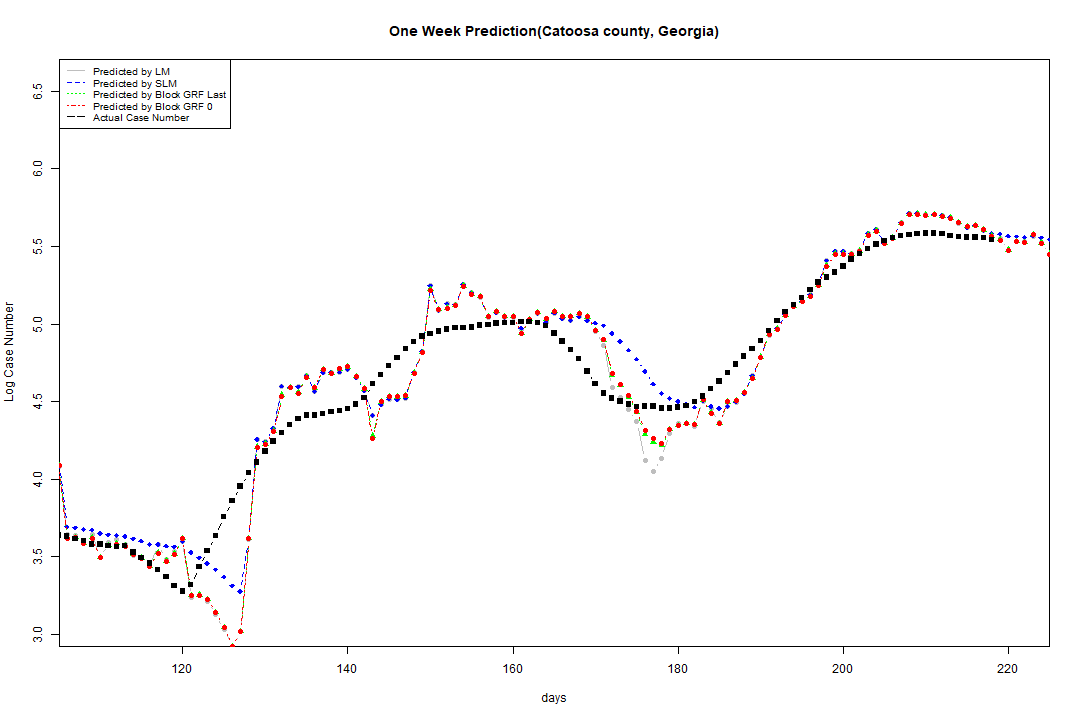 One Week Prediction(Catoosa county, Georgia)
Predicted by LM
Predicted by SLM
Predicted by Block GRF Last
Predicted by Block GRF 0
Actual Case Number
Log Case Number
6.5
6.0
5.5
5.0
4.5
4.0
3.5
3.0
120 140 160 180 200 220
days